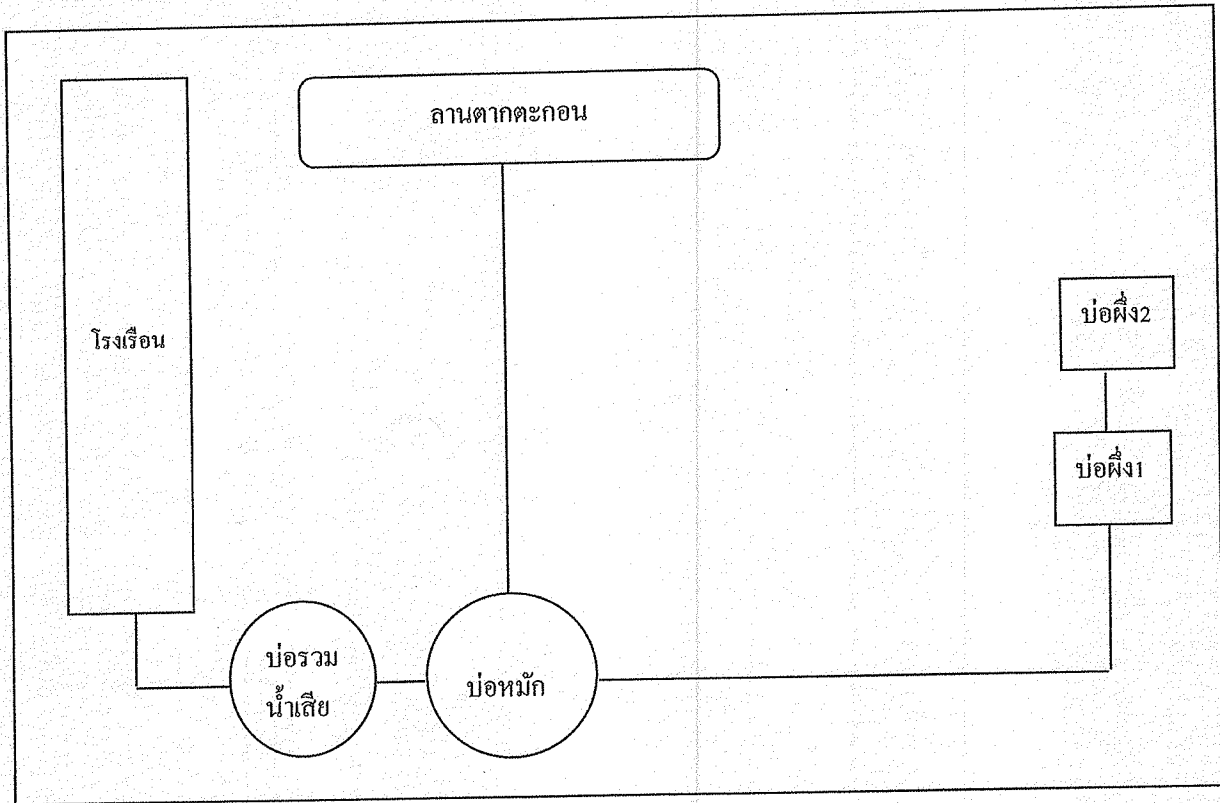 ลานตากตะกอน
โรงเรือน
บ่อผึ่ง2
บ่อผึ่ง1
บ่อรวม
น้ำเสีย
บ่อหมัก